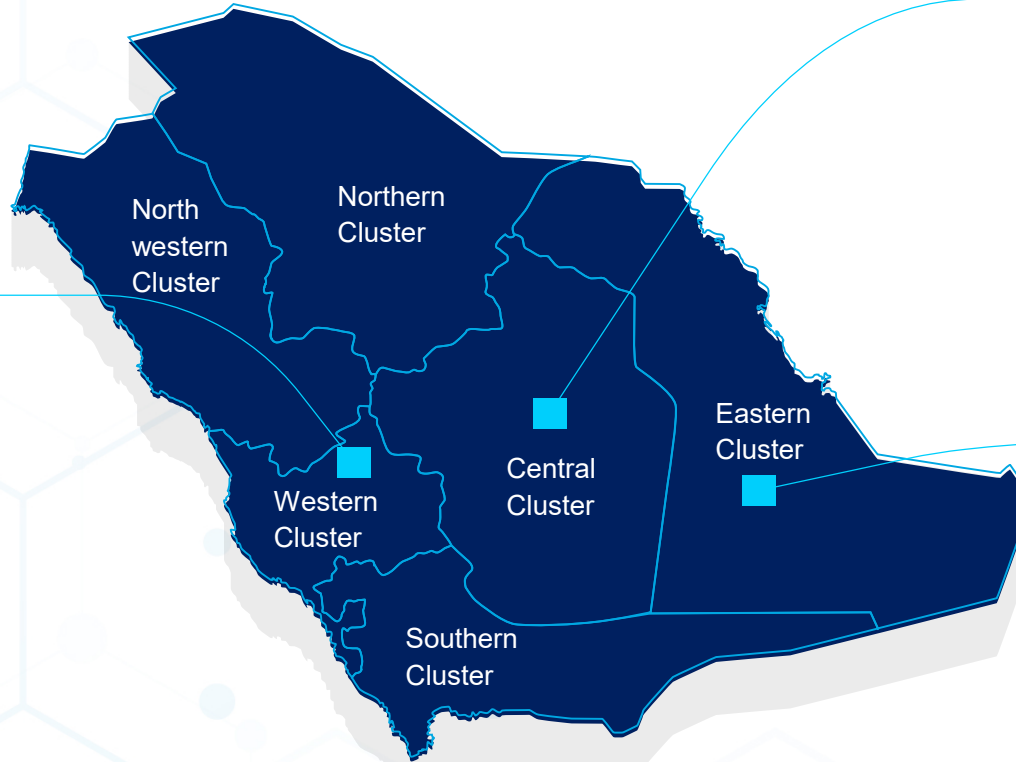 North
western
Cluster
Northern
Cluster
Eastern
Cluster
Central
Cluster
Western
Cluster
Southern
Cluster